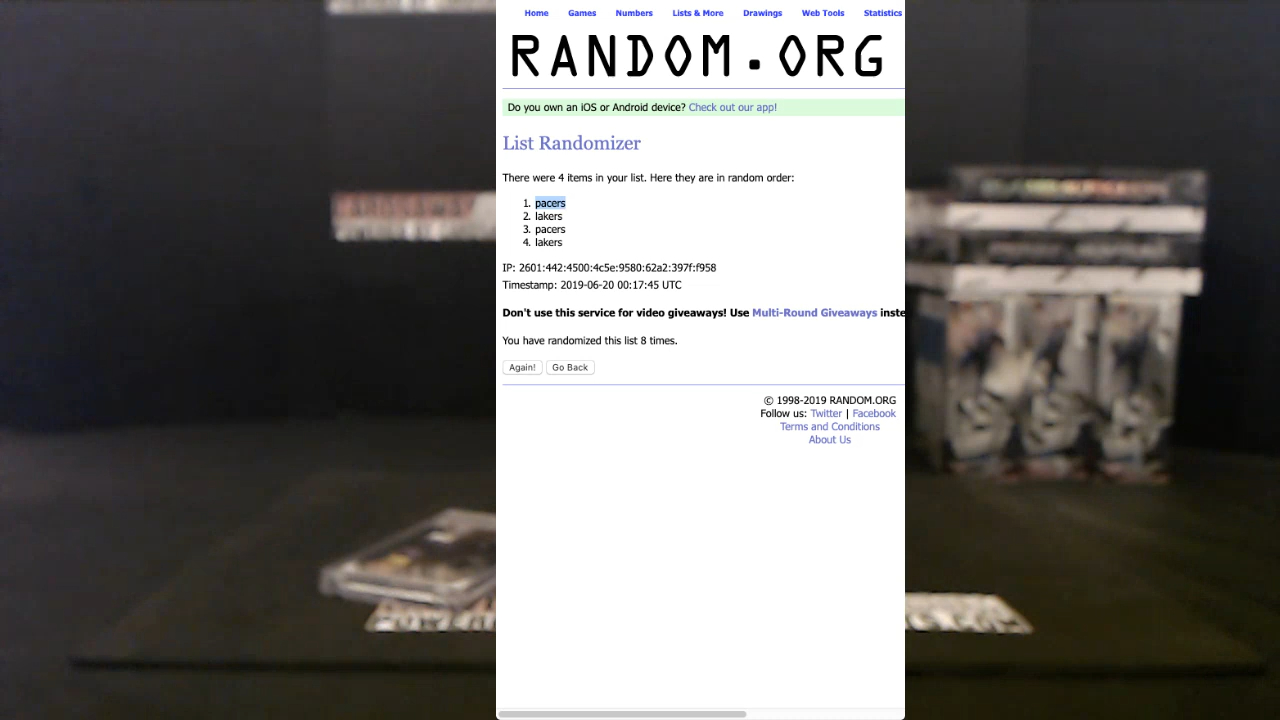 Home Games Numbers Lists & More Drawings Web Tools Statistics
RANDOM.ORG
Do you own an iOS or Android device? Check out our app!
List Randomizer
There were 4 items in your list. Here they are in random order:
1. pacers
2. lakers
3. pacers
4. lakers
IP: 2601:442:4500:4c5e:9580:62a2:397f:f958
Timestamp: 2019-06-20 00:17:45 UTC
Don't use this service for video giveaways! Use Multi-Round Giveaways inste
You have randomized this list 8 times.
Again! Go Back
© 1998-2019 RANDOM.ORG
Follow us: Twitter | Facebook
Terms and Conditions
About Us